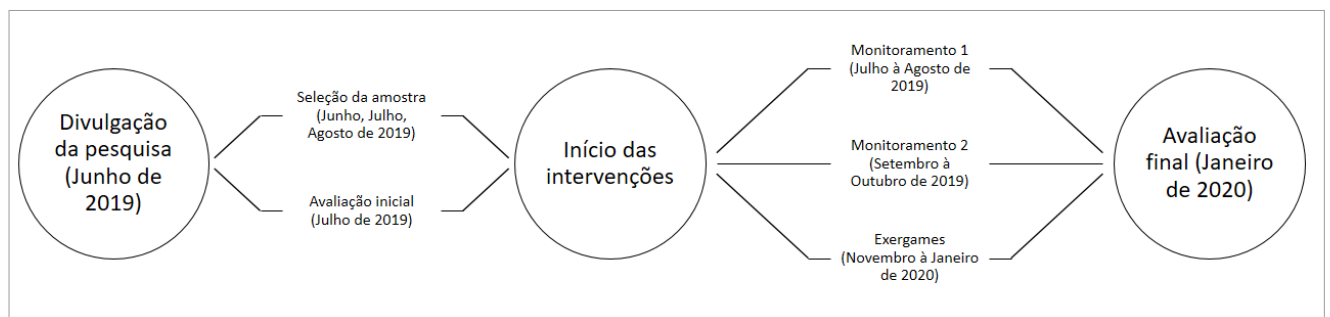 Divulgação
da pesquisa
(Junho de
2019)
Seleção da amostra
(Junho, Julho,
Agosto de 2019)
Avaliação inicial
(Julho de 2019)
Início das
intervenções
Monitoramento 1
(Julho à Agosto de
2019)
Monitoramento 2
(Setembro à
Outubro de 2019)
Exergames
(Novembro à Janeiro
de 2020)
Avaliação
final (Janeiro
de 2020)